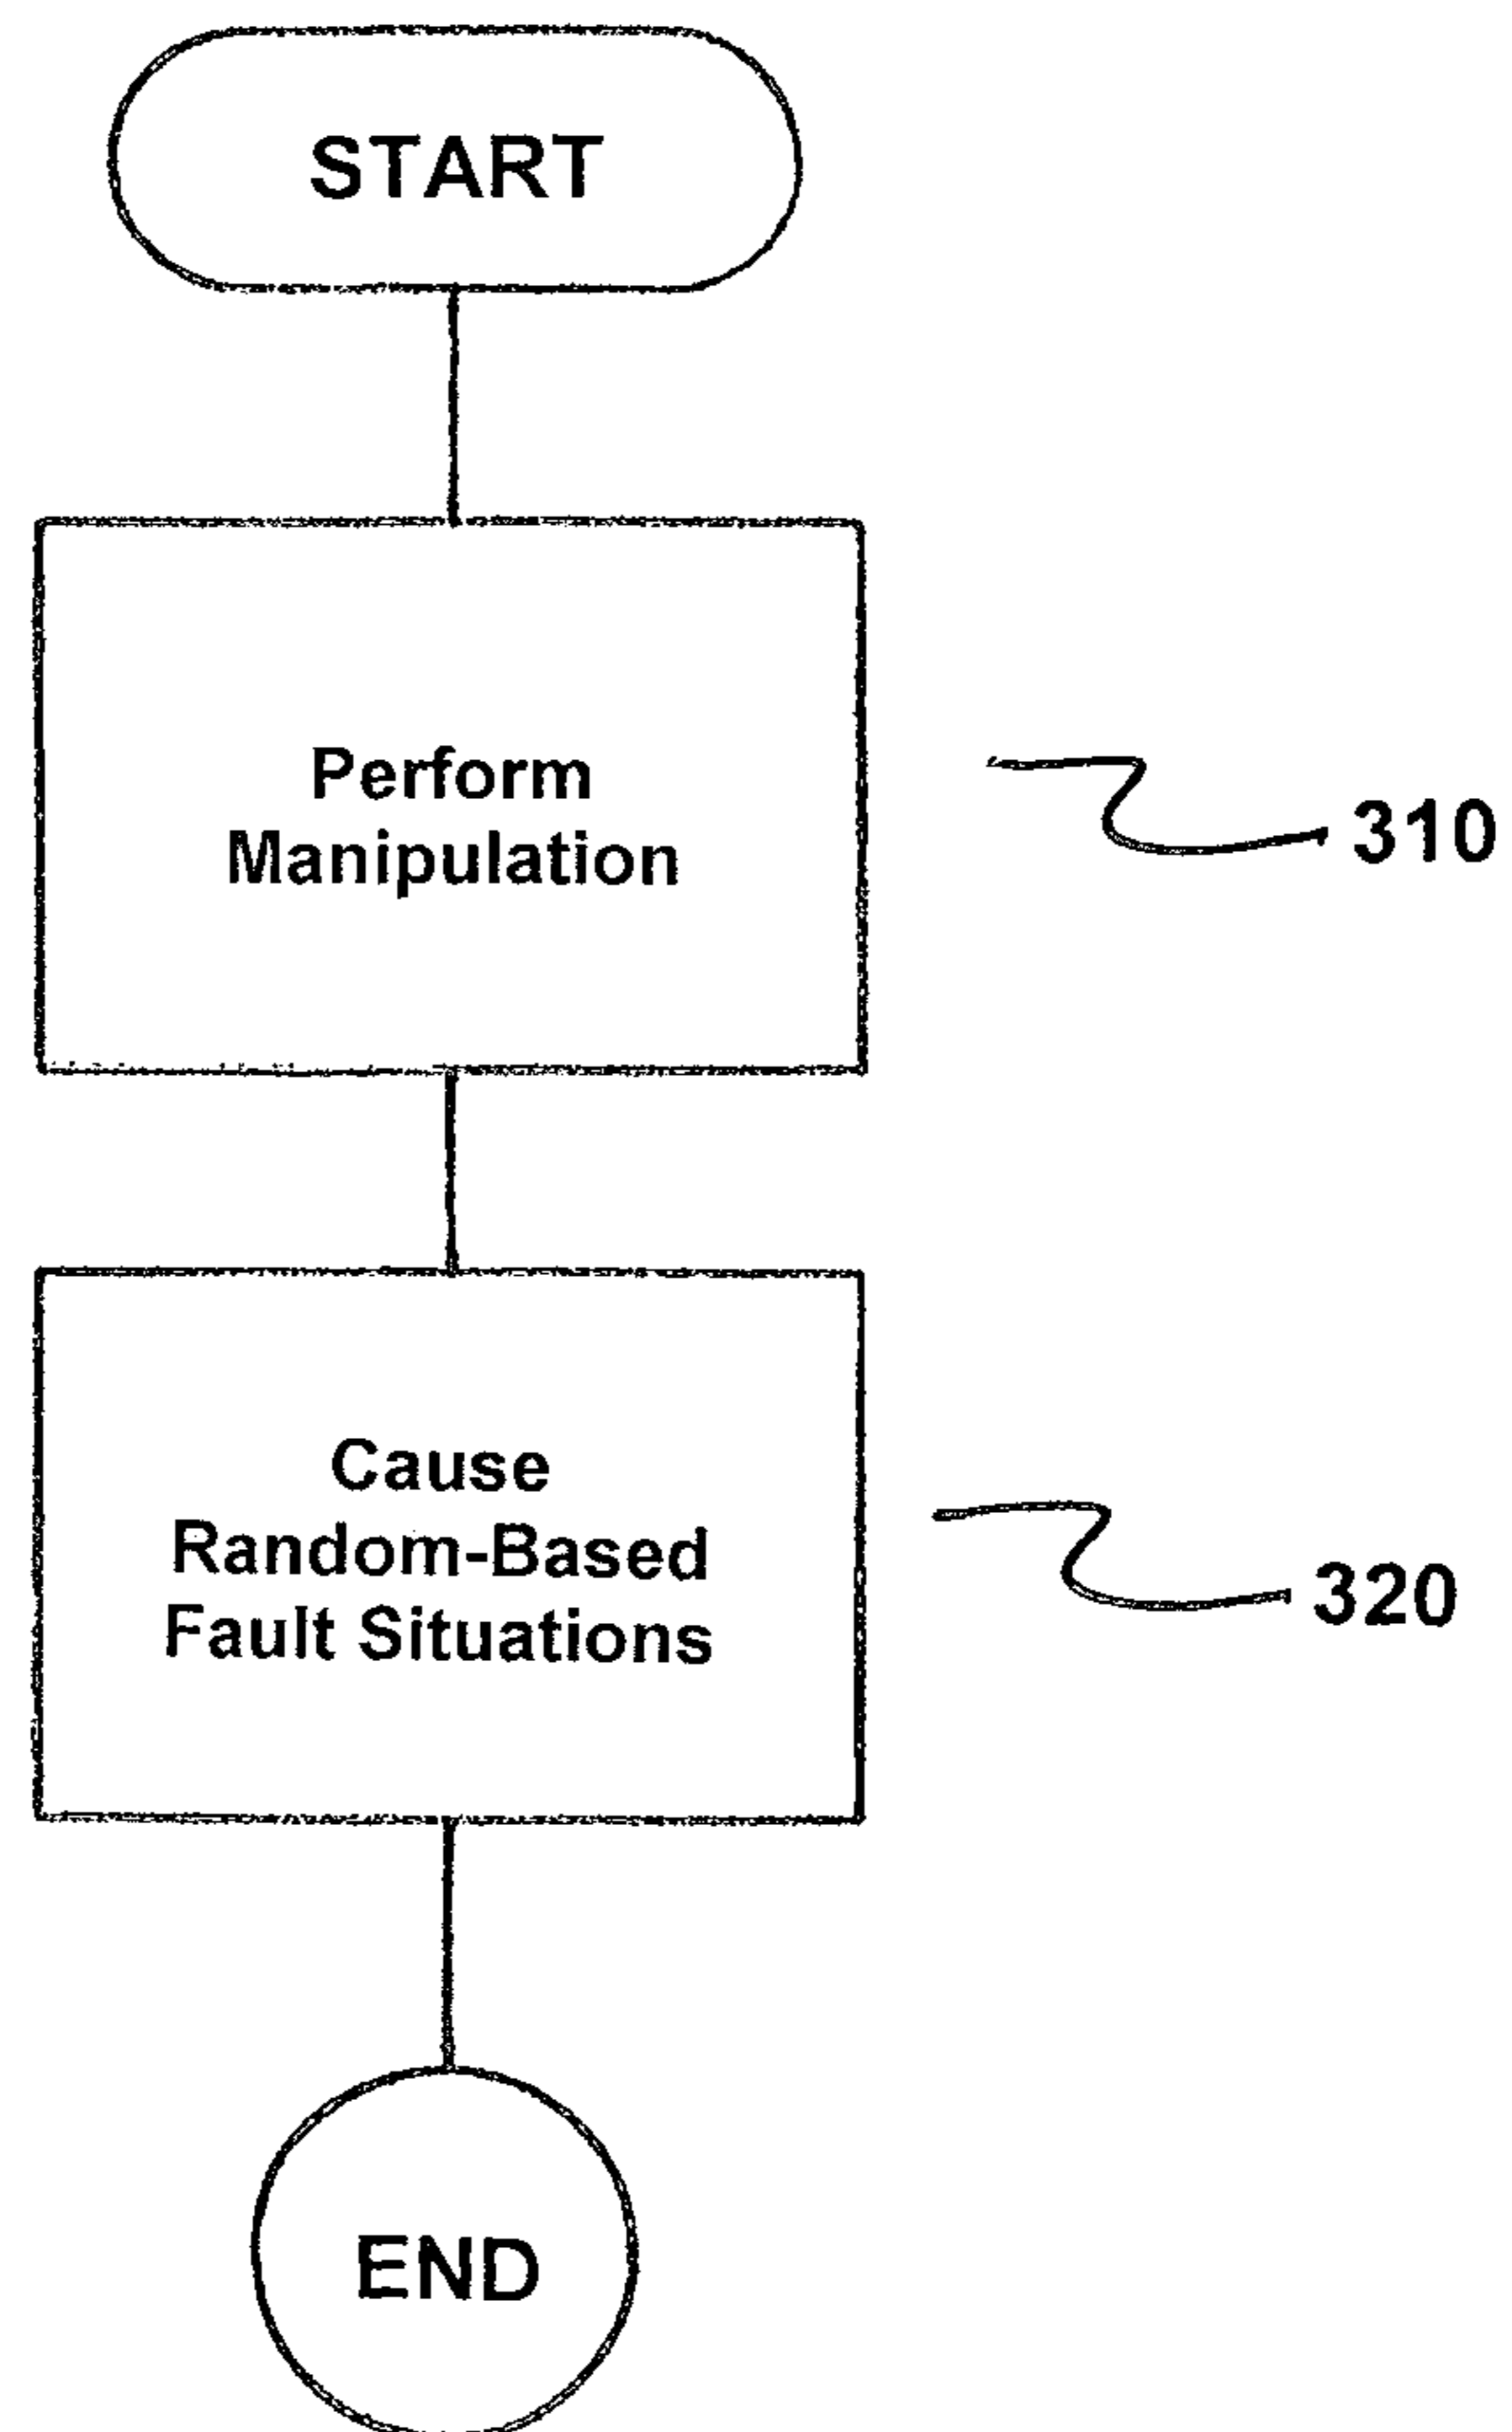 START
Perform
Manipulation
310
Cause
Random-Based
Fault Situations
320
END